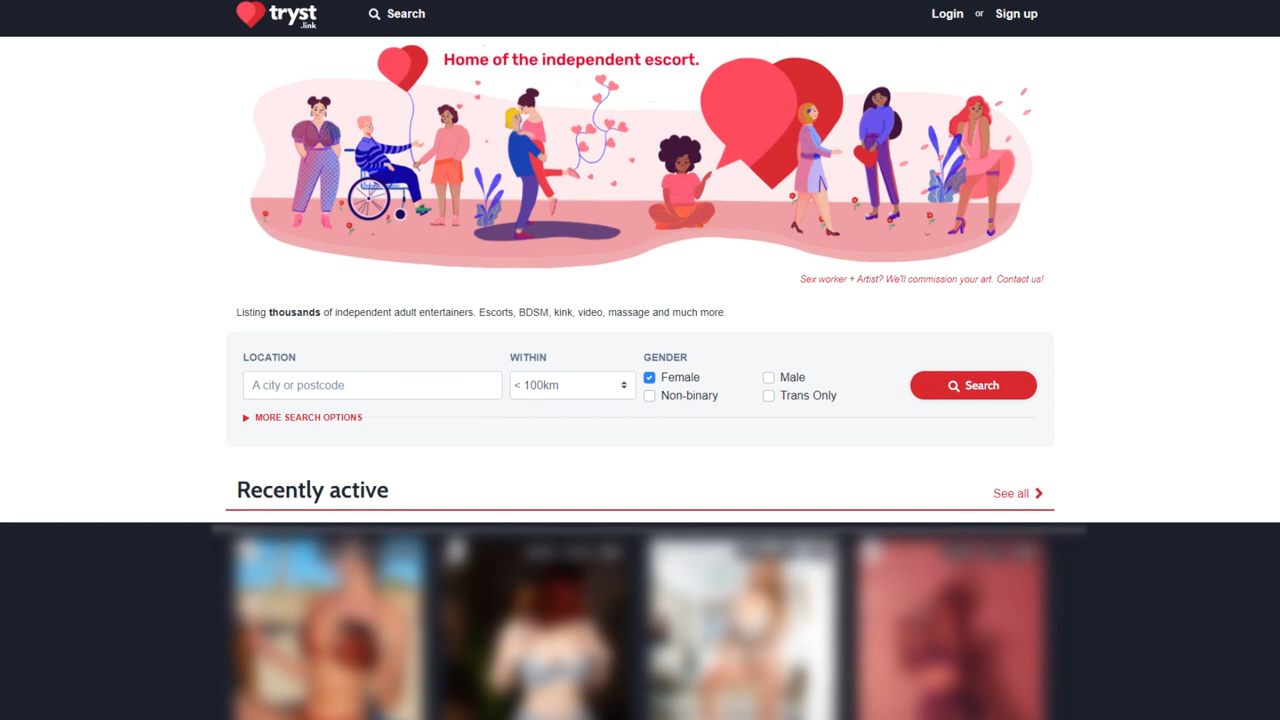 tryst
.link
Search
Login or Sign up
Home of the independent escort.
Sex worker + Artist? We'll commission your art. Contact us!
Listing thousands of independent adult entertainers. Escorts, BDSM, kink, video, massage and much more.
LOCATION WITHIN GENDER
A city or postcode < 100km Female Male Search
Non-binary Trans Only
MORE SEARCH OPTIONS
Recently active See all